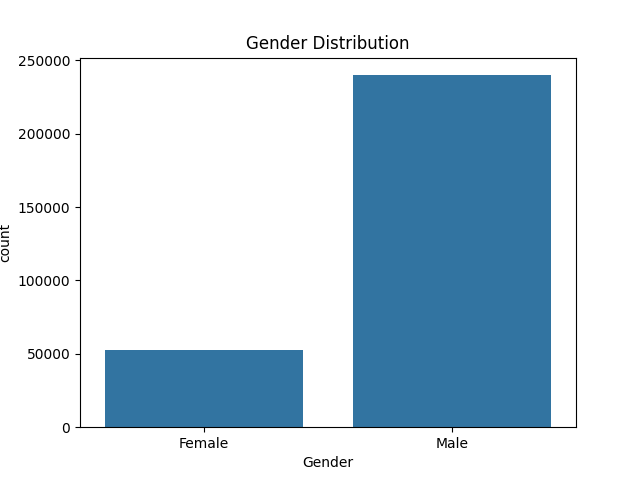 Gender Distribution
250000
200000
150000
100000
50000
0
count
Female Male
Gender